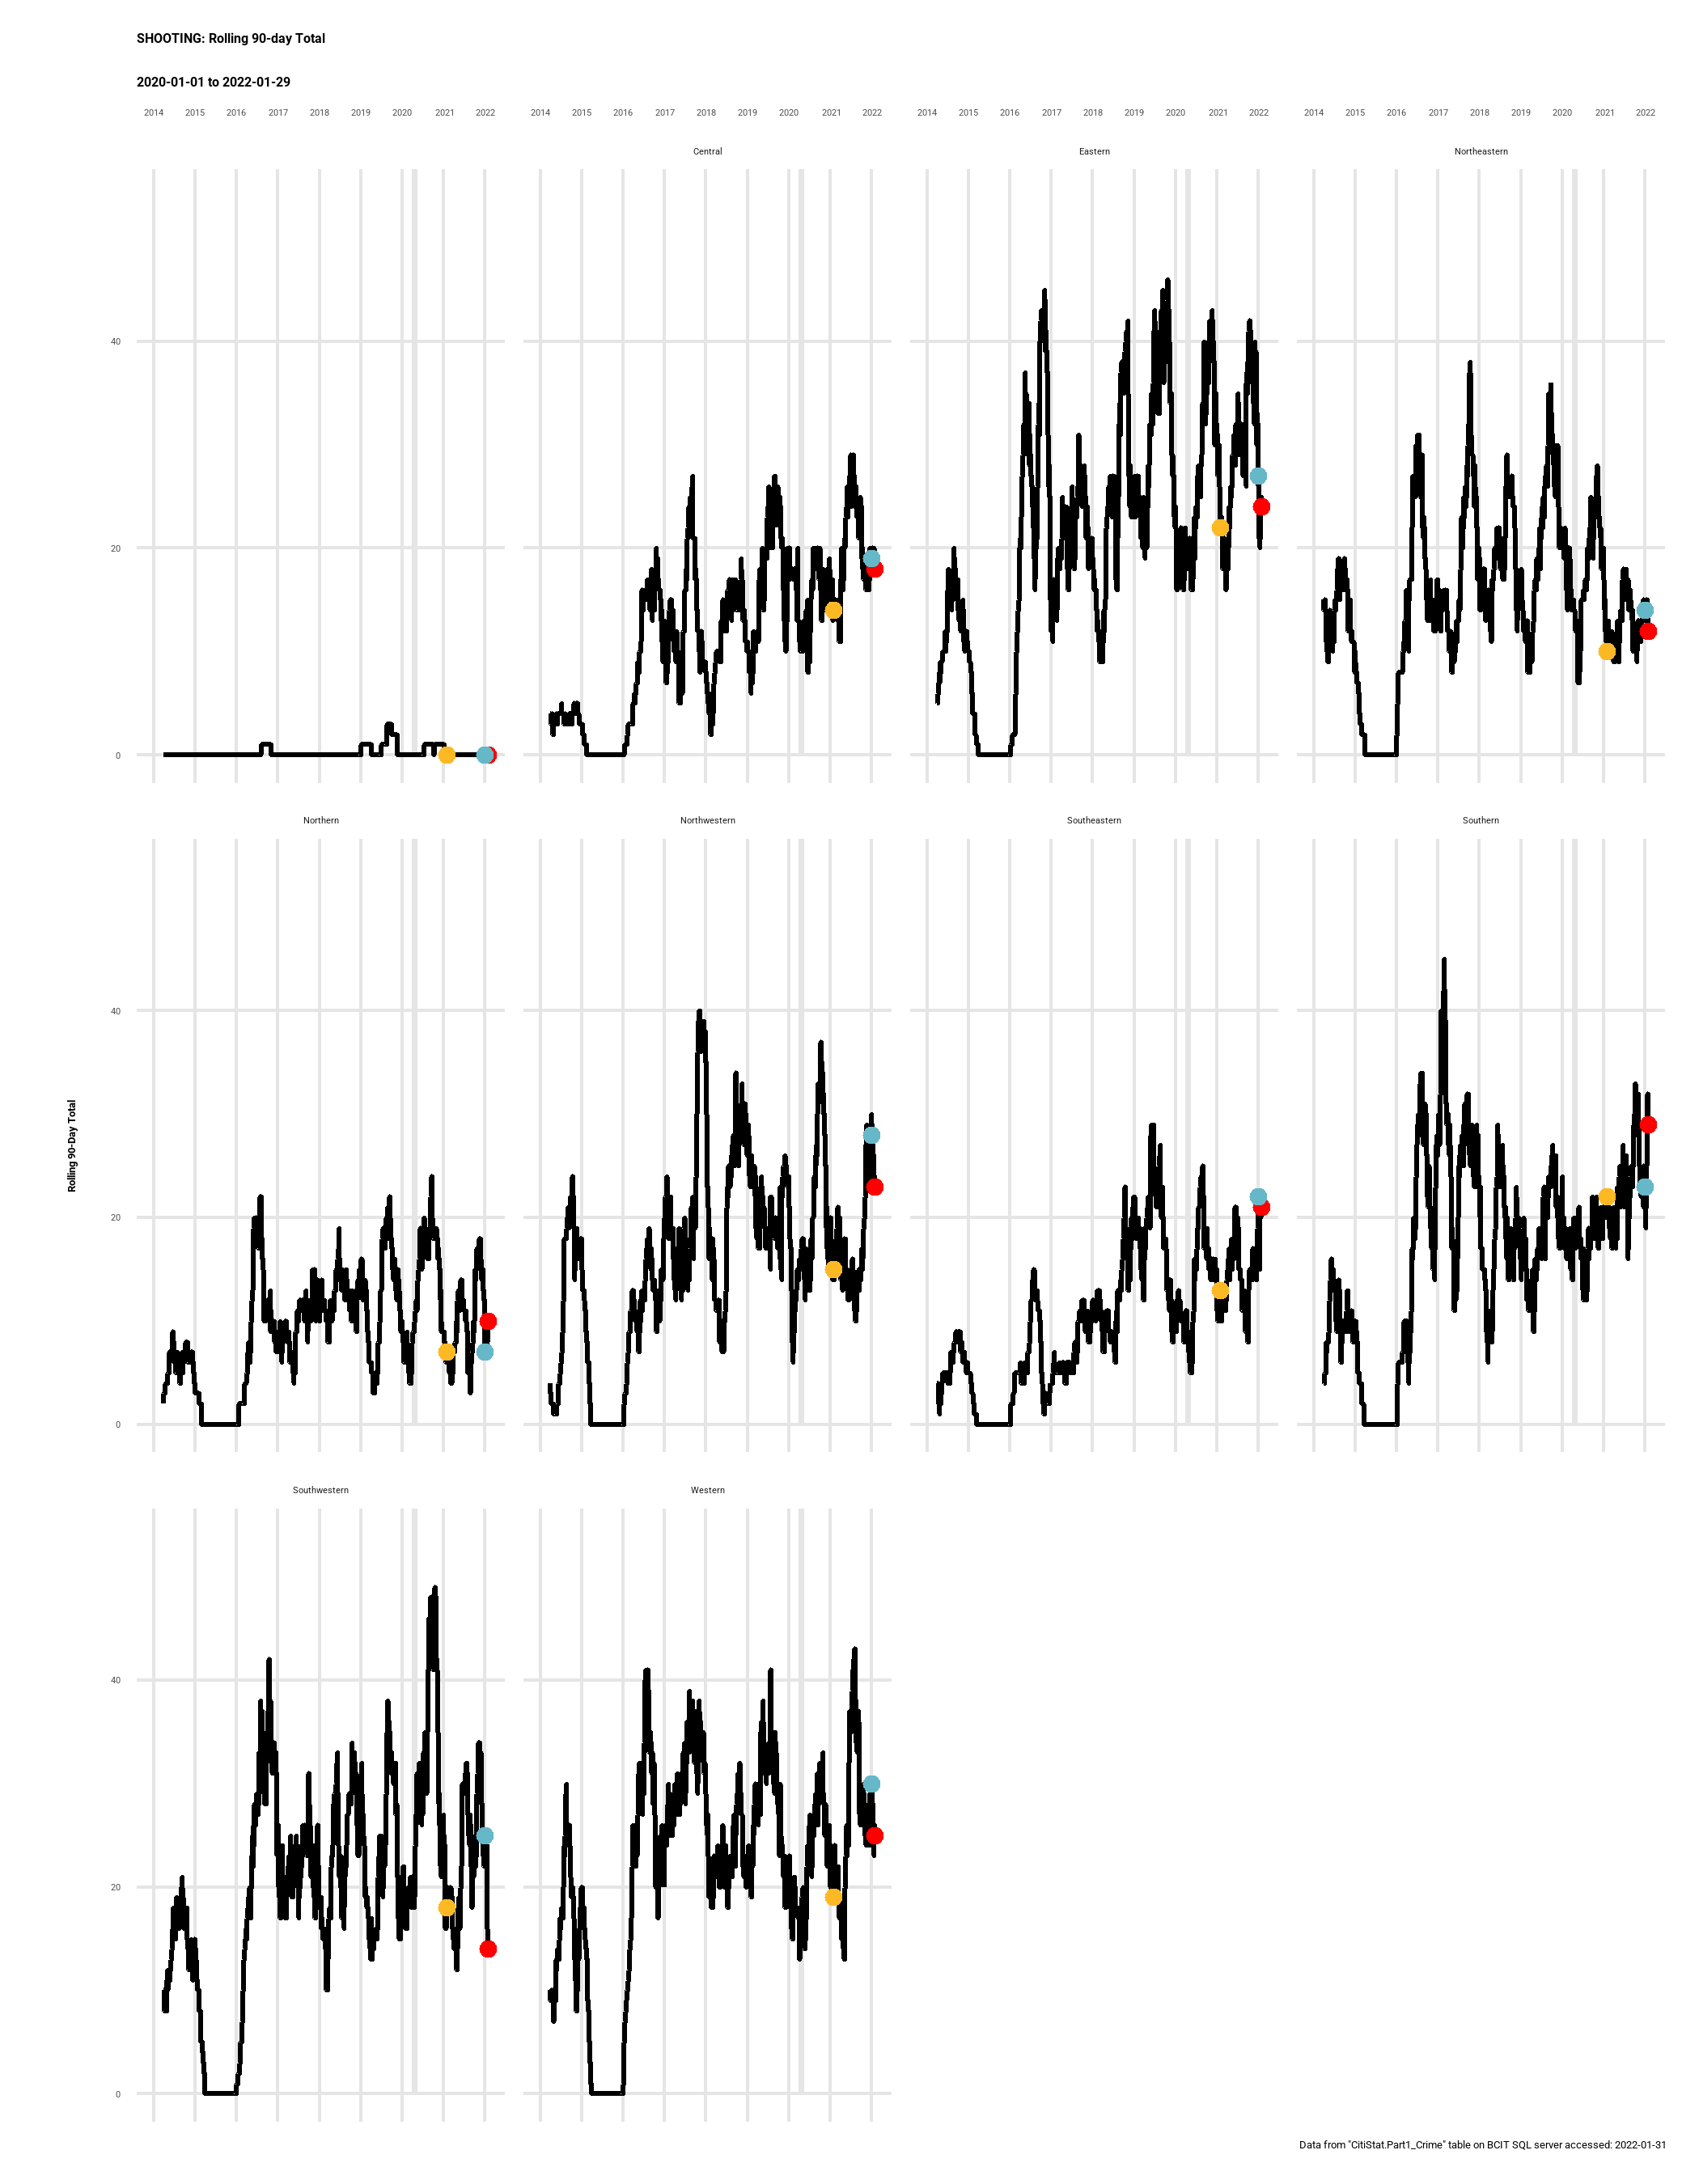 SHOOTING: Rolling 90-day Total
2020-01-01 to 2022-01-29
2014 2015 2016 2017 2018 2019 2020 2021 2022 2014 2015 2016 2017 2018 2019 2020 2021 2022 2014 2015 2016 2017 2018 2019 2020 2021 2022 2014 2015 2016 2017 2018 2019 2020 2021 2022
Central Eastern Northeastern
40
20
0
Northern Northwestern Southeastern Southern
40
Rolling 90-Day Total
20
0
Southwestern Western
40
20
0
Data from "CitiStat.Part1_Crime" table on BCIT SQL server accessed: 2022-01-31